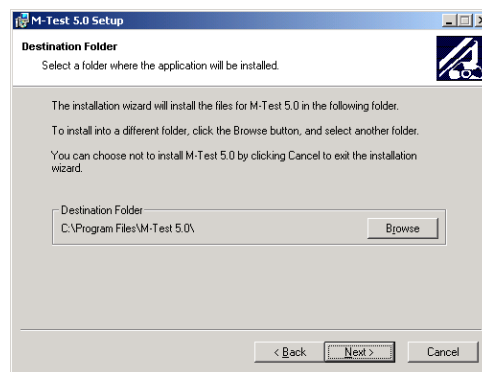 M-Test 5.0 Setup
Destination Folder
Select a folder where the application will be installed.
The installation wizard will install the files for M-Test 5.0 in the following folder.
To install into a different folder, click the Browse button, and select another folder.
You can choose not to install M-Test 5.0 by clicking Cancel to exit the installation
wizard.
Destination Folder
C:\Program Files\M-Test 5.0\
Browse
< Back
Next >
Cancel